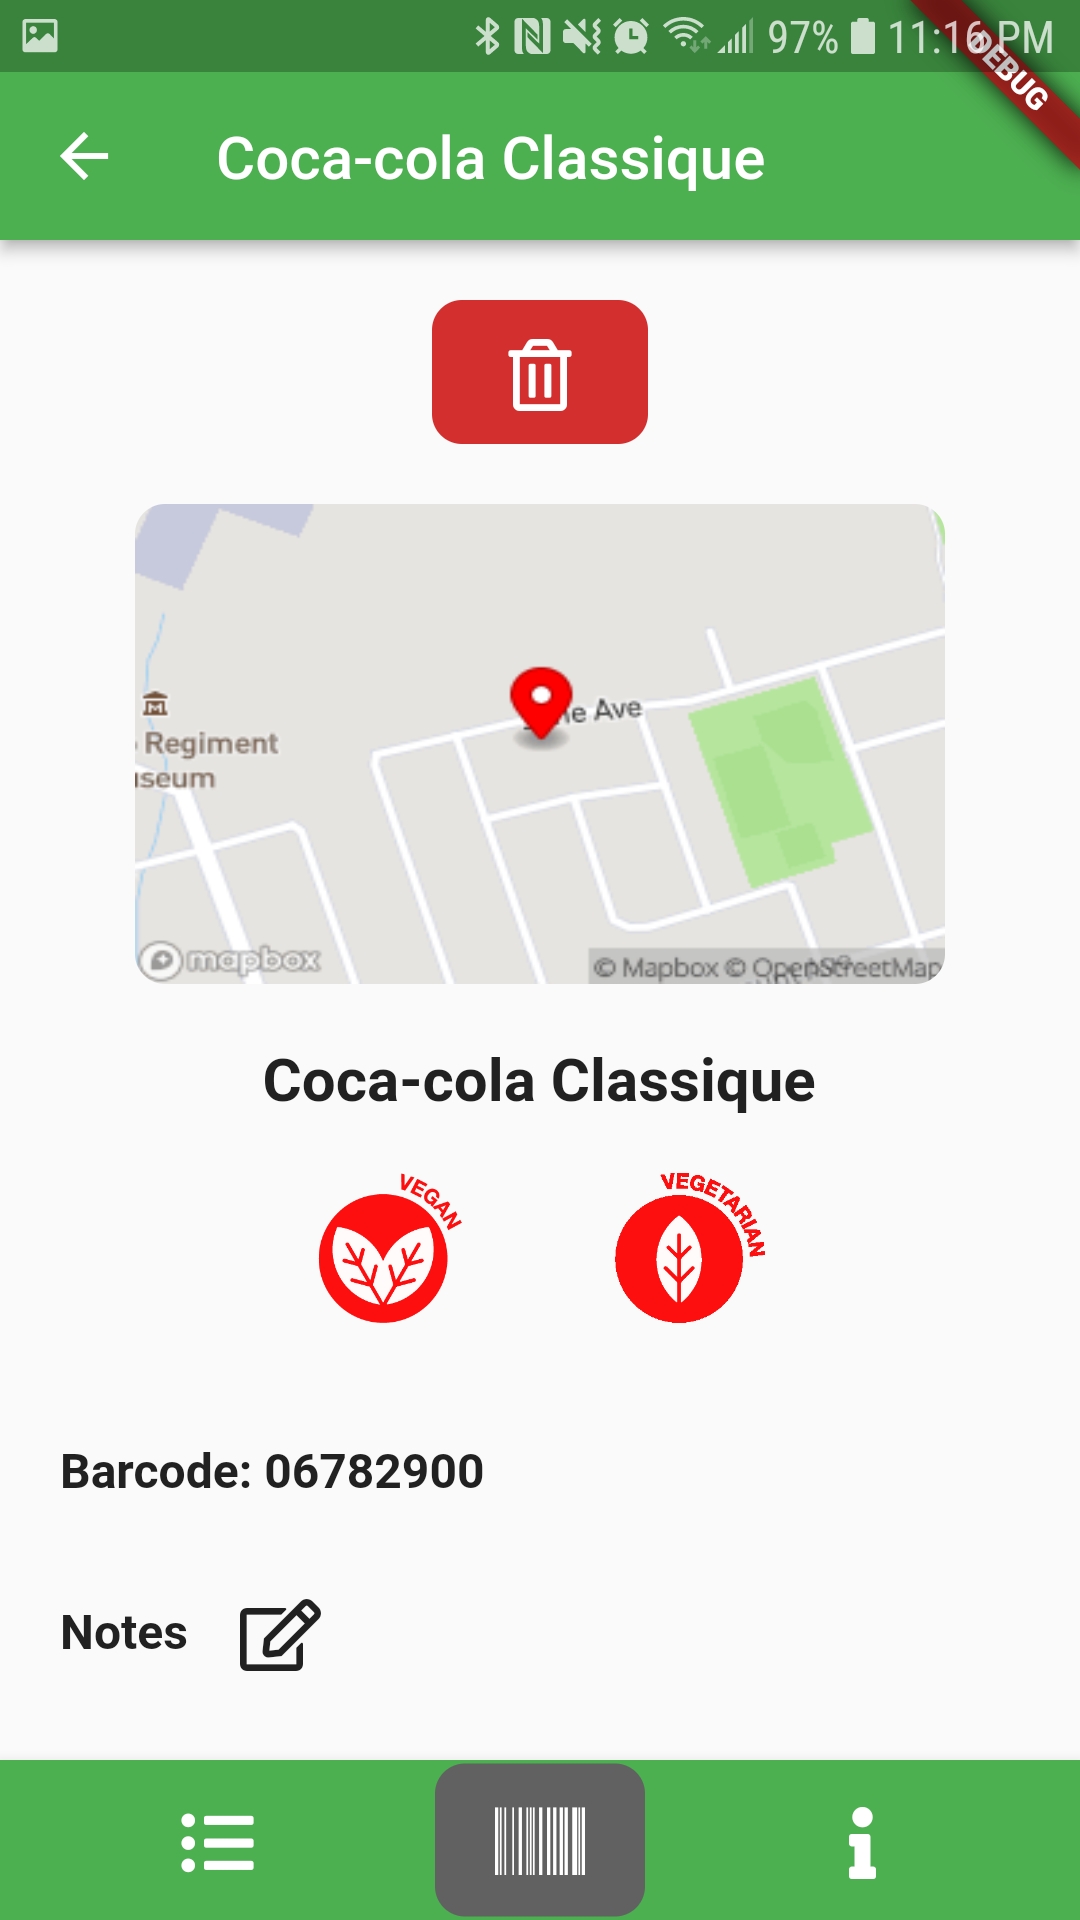 97% 11:16 PM
DEBUG
Coca-cola Classique
Ave
Regiment
mapbox
© Mapbox © OpenStreetMap
Coca-cola Classique
VEGAN
VEGETARIAN
Barcode: 06782900
Notes